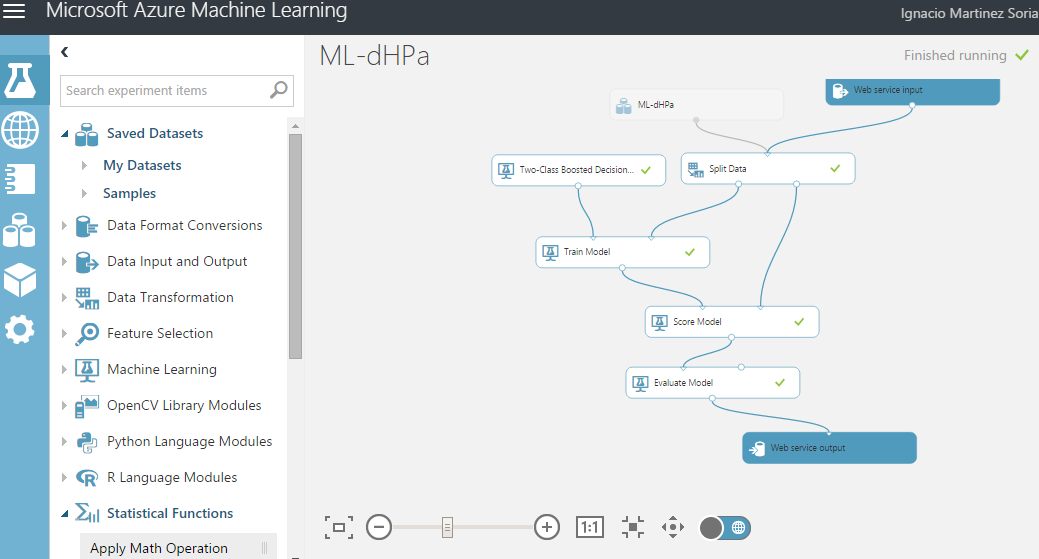 Microsoft Azure Machine Learning
Ignacio Martinez Soria
ML-dHPa
Finished running
Search experiment items
Saved Datasets
My Datasets
Samples
Data Format Conversions
Data Input and Output
Data Transformation
Feature Selection
Machine Learning
OpenCV Library Modules
Python Language Modules
R Language Modules
Statistical Functions
Apply Math Operation
ML-dHPa
Web service input
Two-Class Boosted Decision...
Split Data
Train Model
Score Model
Evaluate Model
Web service output
1:1